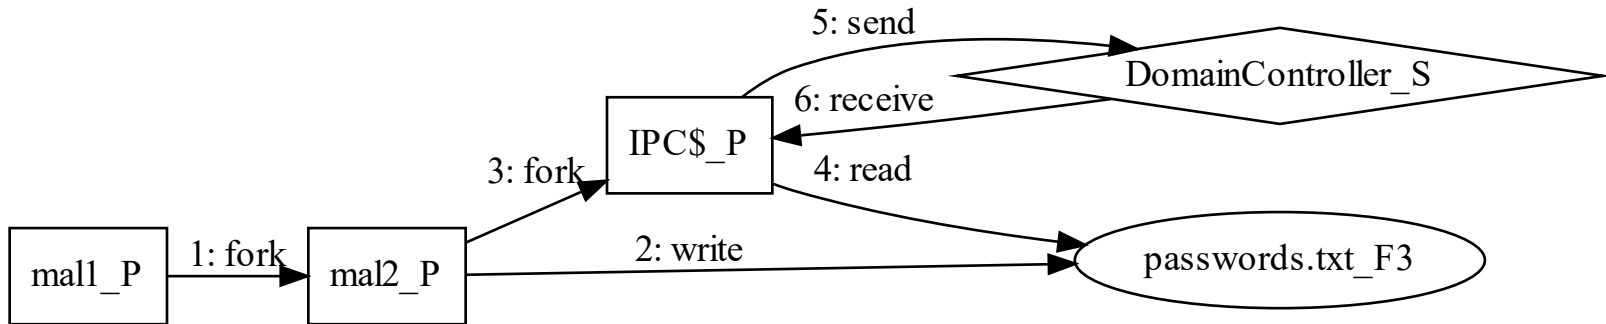 5: send
DomainController_S
6: receive
IPC$_P
3: fork
4: read
mal1_P
1: fork
mal2_P
2: write
passwords.txt_F3